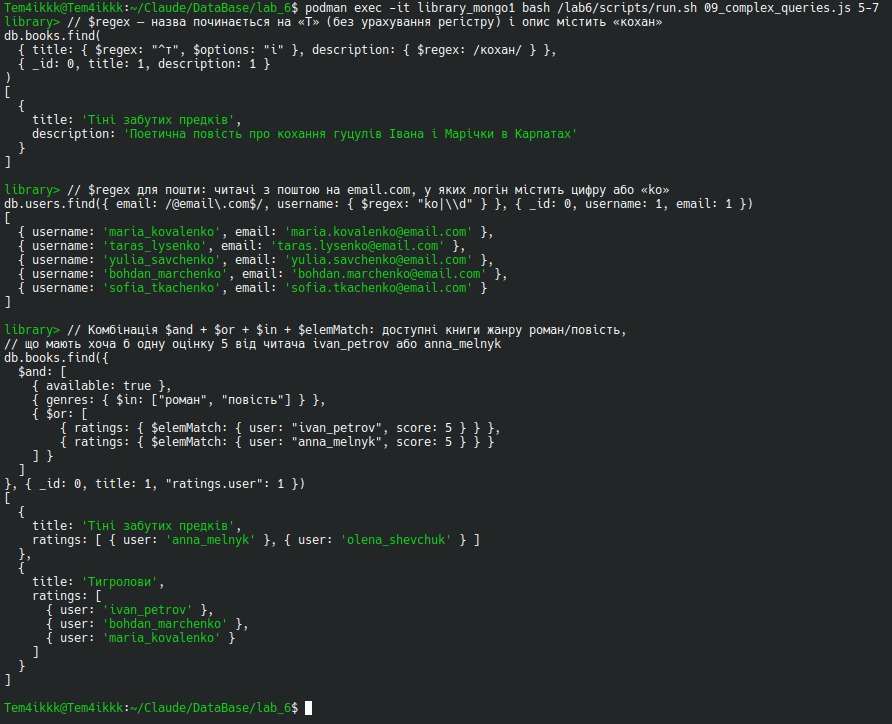 Tem4ikkk@Tem4ikkk:~/Claude/DataBase/lab_6$ podman exec -it library_mongo1 bash /lab6/scripts/run.sh 09_complex_queries.js 5-7
library> // $regex — назва починається на «Т» (без урахування регістру) і опис містить «кохан»
db.books.find(
  { title: { $regex: "^т", $options: "i" }, description: { $regex: /кохан/ } },
  { _id: 0, title: 1, description: 1 }
)
[
  {
    title: 'Тіні забутих предків',
    description: 'Поетична повість про кохання гуцулів Івана і Марічки в Карпатах'
  }
]
library> // $regex для пошти: читачі з поштою на email.com, у яких логін містить цифру або «ko»
db.users.find({ email: /@email\.com$/, username: { $regex: "ko|\\d" } }, { _id: 0, username: 1, email: 1 })
[
  { username: 'maria_kovalenko', email: 'maria.kovalenko@email.com' },
  { username: 'taras_lysenko', email: 'taras.lysenko@email.com' },
  { username: 'yulia_savchenko', email: 'yulia.savchenko@email.com' },
  { username: 'bohdan_marchenko', email: 'bohdan.marchenko@email.com' },
  { username: 'sofia_tkachenko', email: 'sofia.tkachenko@email.com' }
]
library> // Комбінація $and + $or + $in + $elemMatch: доступні книги жанру роман/повість,
// що мають хоча б одну оцінку 5 від читача ivan_petrov або anna_melnyk
db.books.find({
  $and: [
    { available: true },
    { genres: { $in: ["роман", "повість"] } },
    { $or: [
        { ratings: { $elemMatch: { user: "ivan_petrov", score: 5 } } },
        { ratings: { $elemMatch: { user: "anna_melnyk", score: 5 } } }
    ] }
  ]
}, { _id: 0, title: 1, "ratings.user": 1 })
[
  {
    title: 'Тіні забутих предків',
    ratings: [ { user: 'anna_melnyk' }, { user: 'olena_shevchuk' } ]
  },
  {
    title: 'Тигролови',
    ratings: [
      { user: 'ivan_petrov' },
      { user: 'bohdan_marchenko' },
      { user: 'maria_kovalenko' }
    ]
  }
]
Tem4ikkk@Tem4ikkk:~/Claude/DataBase/lab_6$